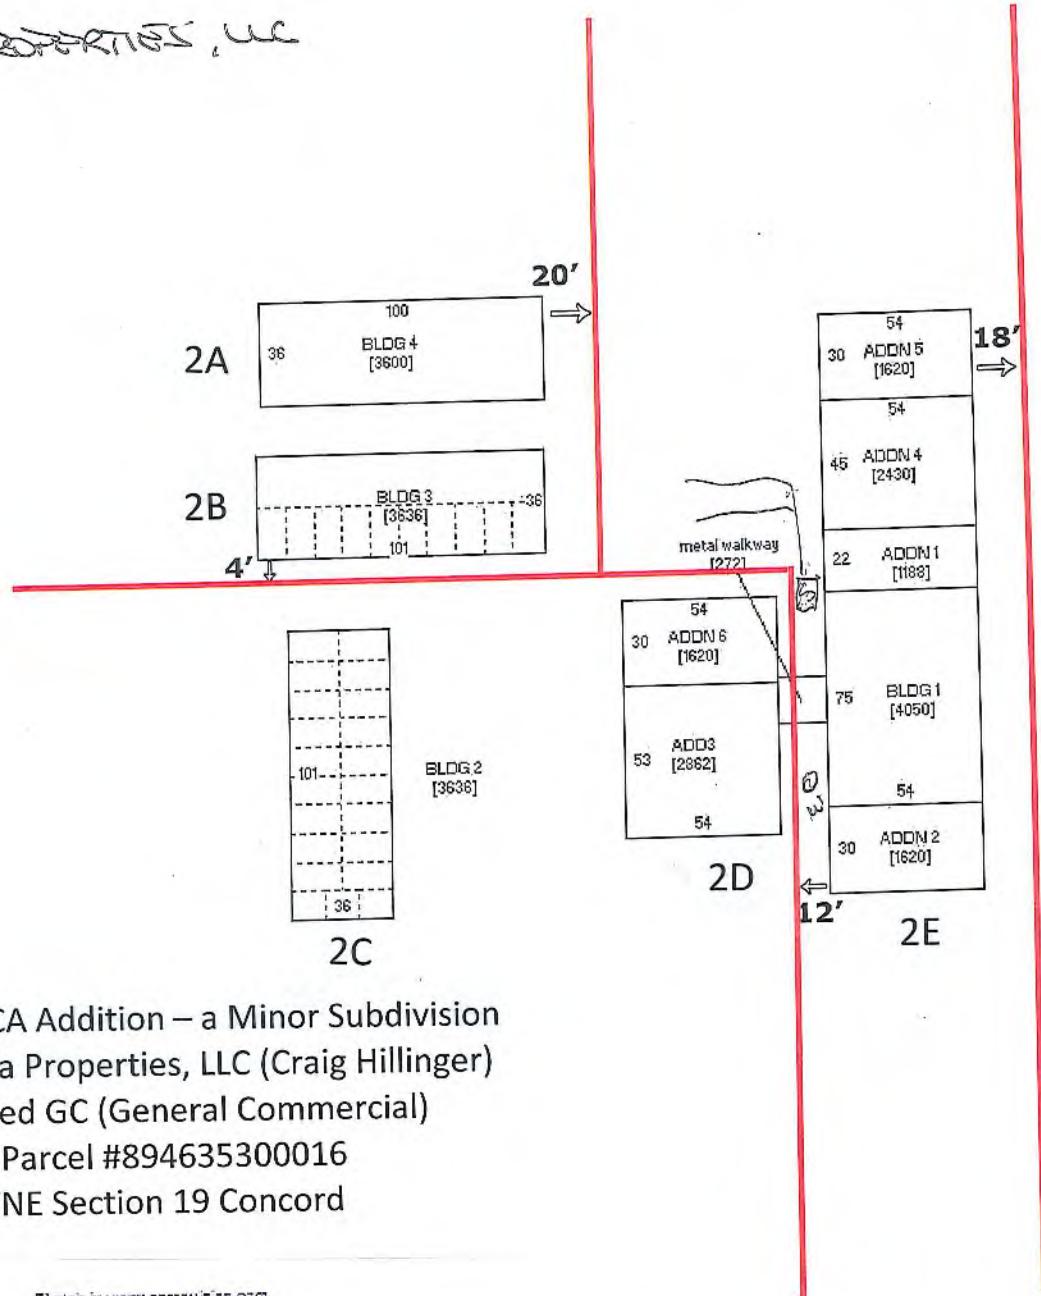 PROPERTIES, LLC
20'
18'
2A
100
36
BLDG 4
[3600]
2B
BLDG 3
[3636]
36
101
4'
metal walkway
[272]
54
30
ADDN 5
[1620]
54
45
ADDN 4
[2430]
22
ADDN 1
[1188]
54
30
ADDN 6
[1620]
53
ADD3
[2862]
54
2D
75
BLDG 1
[4050]
54
30
ADDN 2
[1620]
12'
2E
101
BLDG 2
[3636]
36
2C
CA Addition – a Minor Subdivision
a Properties, LLC (Craig Hillinger)
ed GC (General Commercial)
Parcel #894635300016
NE Section 19 Concord